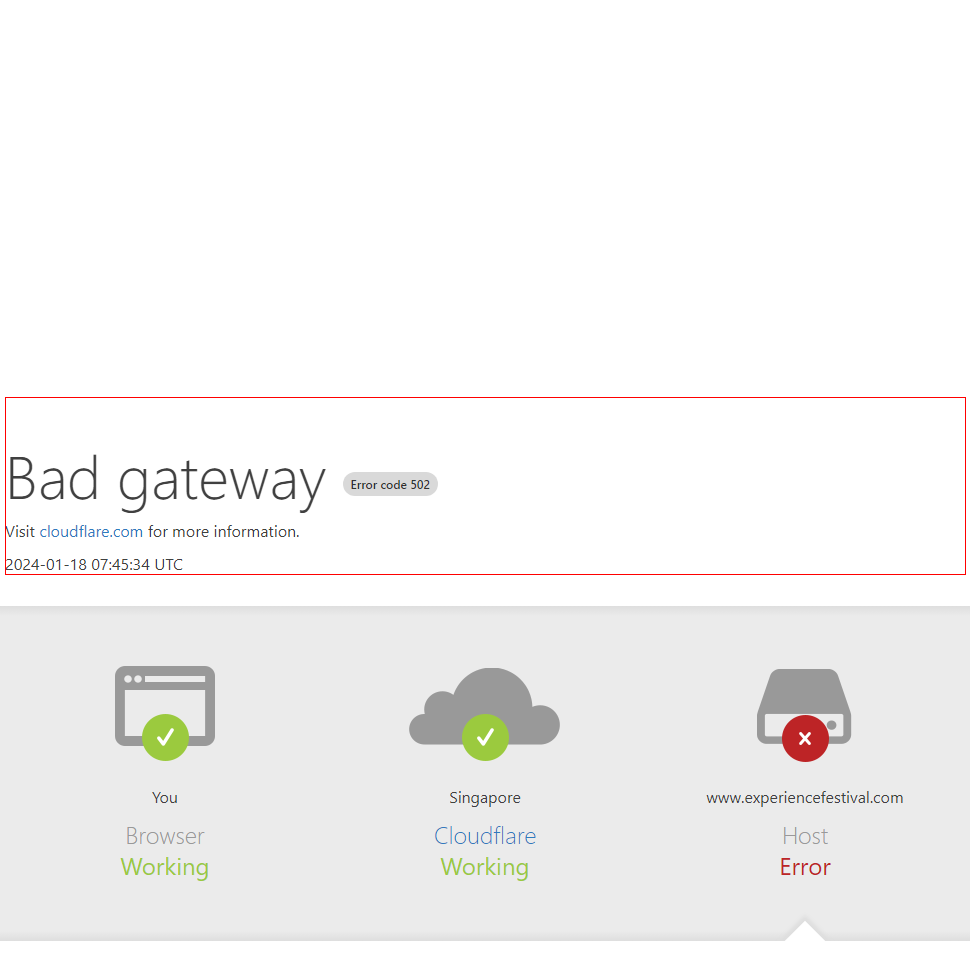 Bad gateway Error code 502
Visit cloudflare.com for more information.
2024-01-18 07:45:34 UTC
You
Browser
Working
Singapore
Cloudflare
Working
www.experiencefestival.com
Host
Error